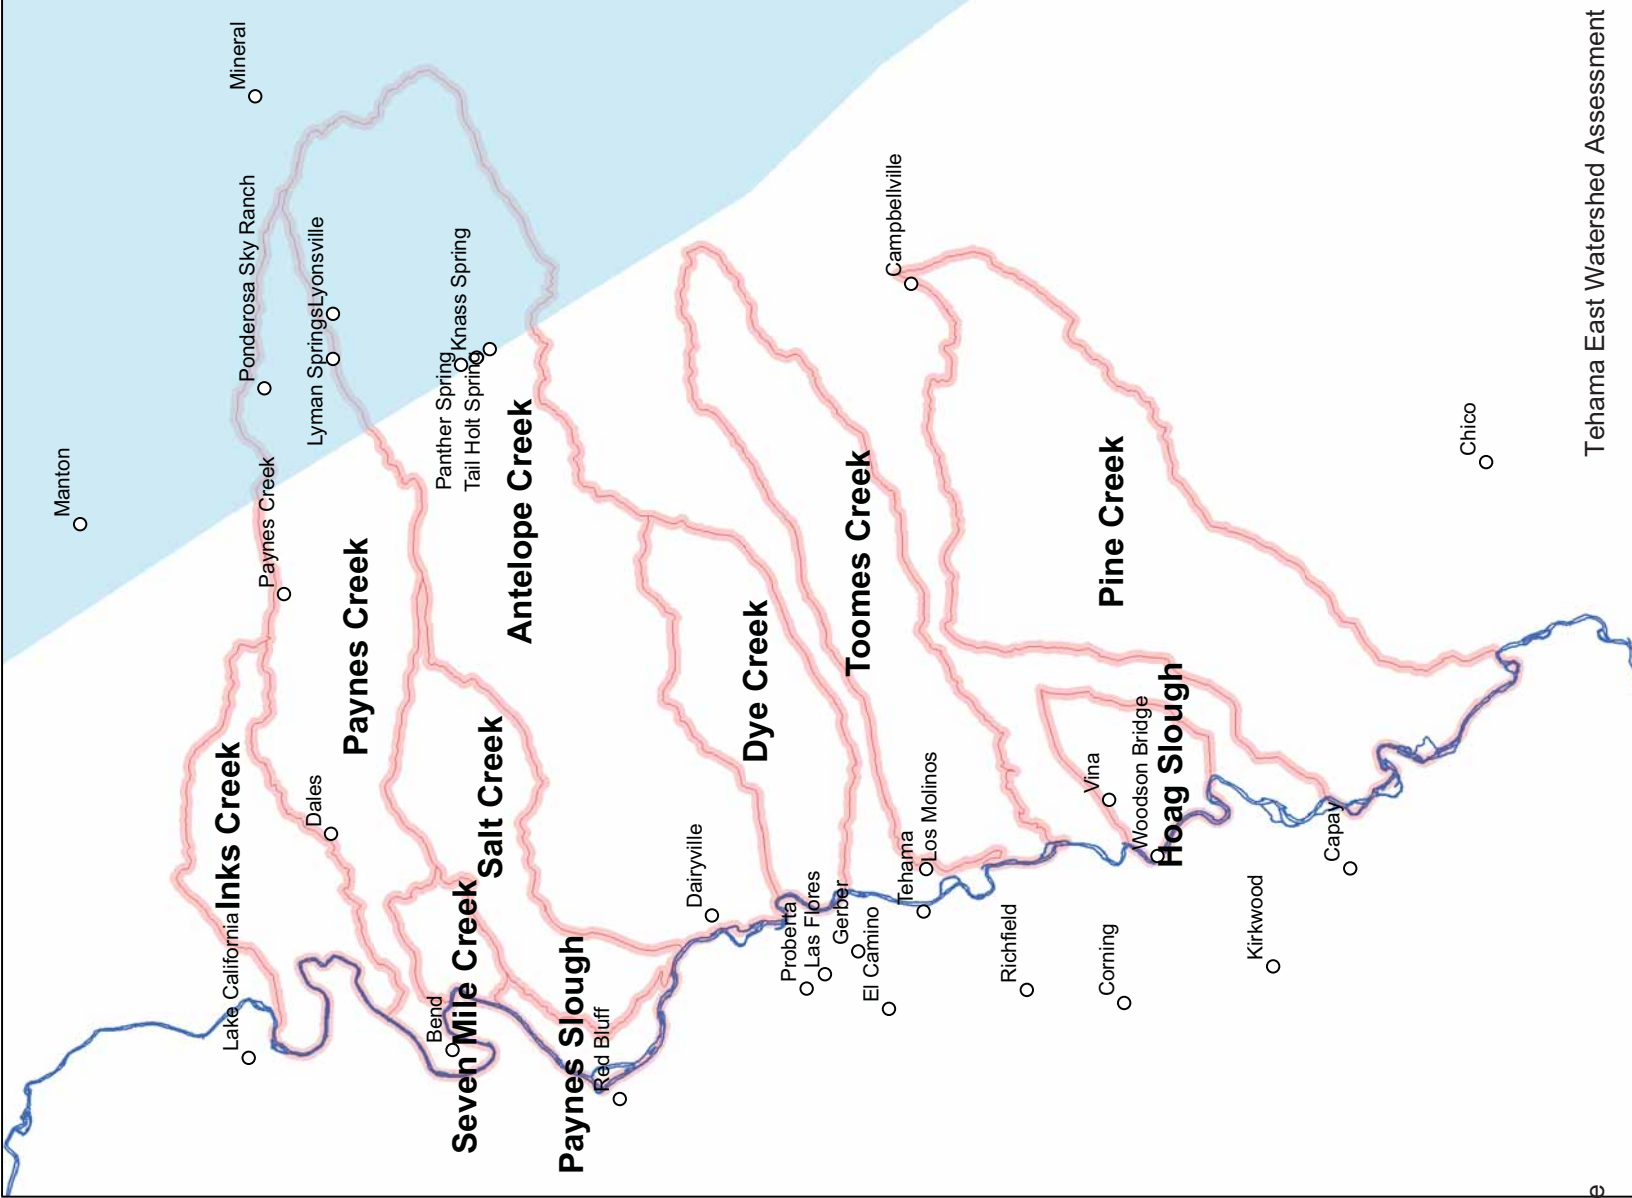 Manton
Mineral
Ponderosa Sky Ranch
Paynes Creek
Lyman Springs
Lyonsville
Panther Spring
Knass Spring
Tail Holt Spring
Campbellville
Inks Creek
Paynes Creek
Antelope Creek
Salt Creek
Dye Creek
Toomes Creek
Pine Creek
Seven Mile Creek
Paynes Slough
Hoag Slough
Lake California
Dales
Bend
Red Bluff
Dairyville
Proberta
Las Flores
Gerber
El Camino
Tehama
Los Molinos
Richfield
Corning
Vina
Woodson Bridge
Kirkwood
Capay
Chico
Tehama East Watershed Assessment
e